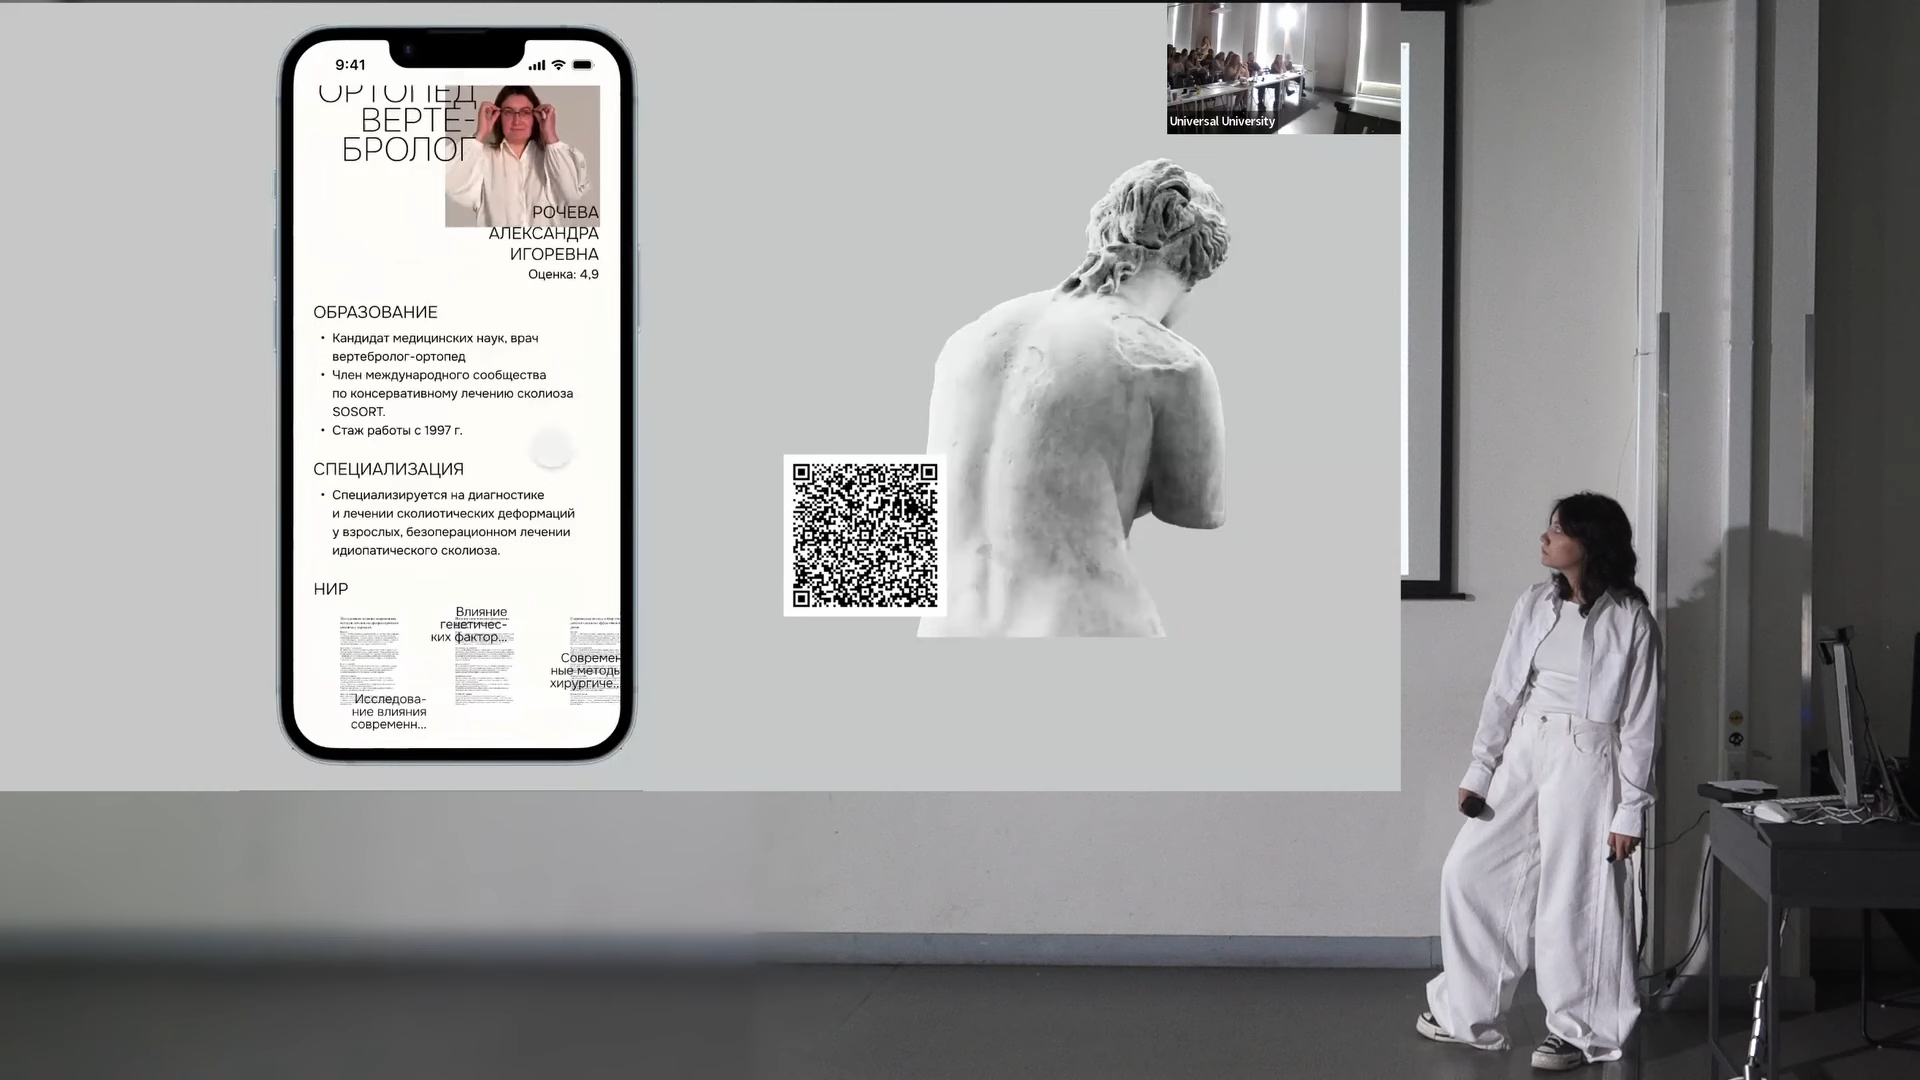 9:41
ОРТОПЕД
ВЕРТЕ-
БРОЛОГ
РОЧЕВА
АЛЕКСАНДРА
ИГОРЕВНА
Оценка: 4,9
ОБРАЗОВАНИЕ
• Кандидат медицинских наук, врач
вертебролог-ортопед
• Член международного сообщества
по консервативному лечению сколиоза
SOSORT.
• Стаж работы с 1997 г.
СПЕЦИАЛИЗАЦИЯ
• Специализируется на диагностике
и лечении сколиотических деформаций
у взрослых, безоперационном лечении
идиопатического сколиоза.
НИР
Исследова-
ние влияния
современн...
Влияние
генетичес-
ких фактор...
Современ
ные методы
хирургиче...
Universal University